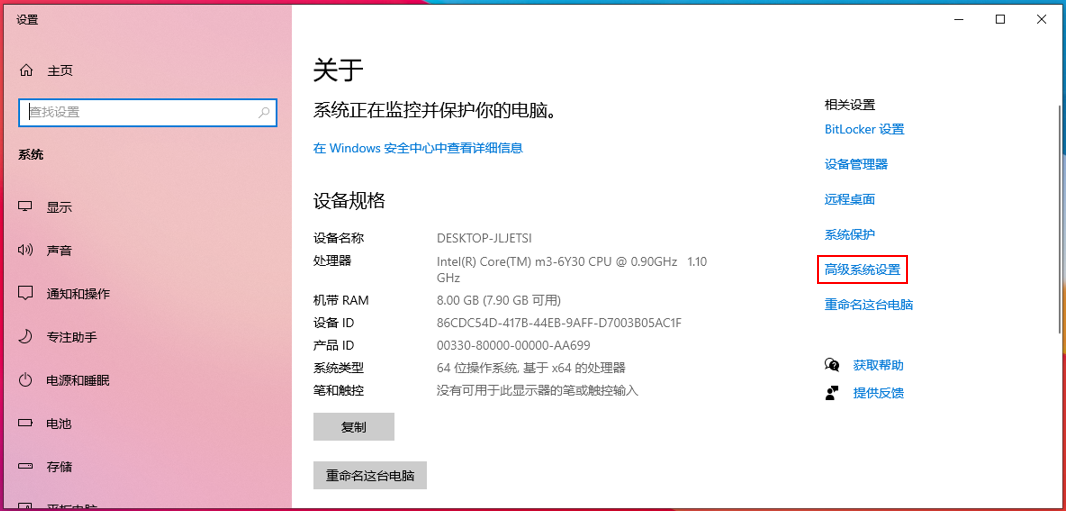 设置
主页
查找设置
系统
显示
声音
通知和操作
专注助手
电源和睡眠
电池
存储
平板电脑
关于
系统正在监控并保护你的电脑。
在 Windows 安全中心中查看详细信息
设备规格
设备名称 DESKTOP-JLJETSI
处理器 Intel(R) Core(TM) m3-6Y30 CPU @ 0.90GHz 1.10
GHz
机带 RAM 8.00 GB (7.90 GB 可用)
设备 ID 86CDC54D-417B-44EB-9AFF-D7003B05AC1F
产品 ID 00330-80000-00000-AA699
系统类型 64 位操作系统, 基于 x64 的处理器
笔和触控 没有可用于此显示器的笔或触控输入
复制
重命名这台电脑
相关设置
BitLocker 设置
设备管理器
远程桌面
系统保护
高级系统设置
重命名这台电脑
获取帮助
提供反馈